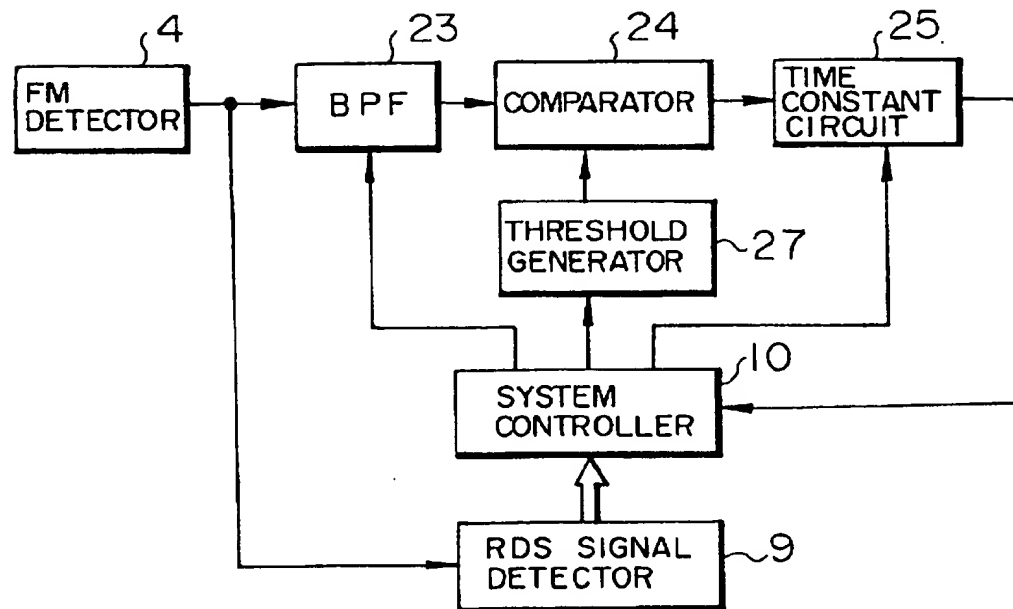 4
23
24
25
FM
DETECTOR
BPF
COMPARATOR
TIME
CONSTANT
CIRCUIT
THRESHOLD
GENERATOR
27
10
SYSTEM
CONTROLLER
RDS SIGNAL
DETECTOR
9